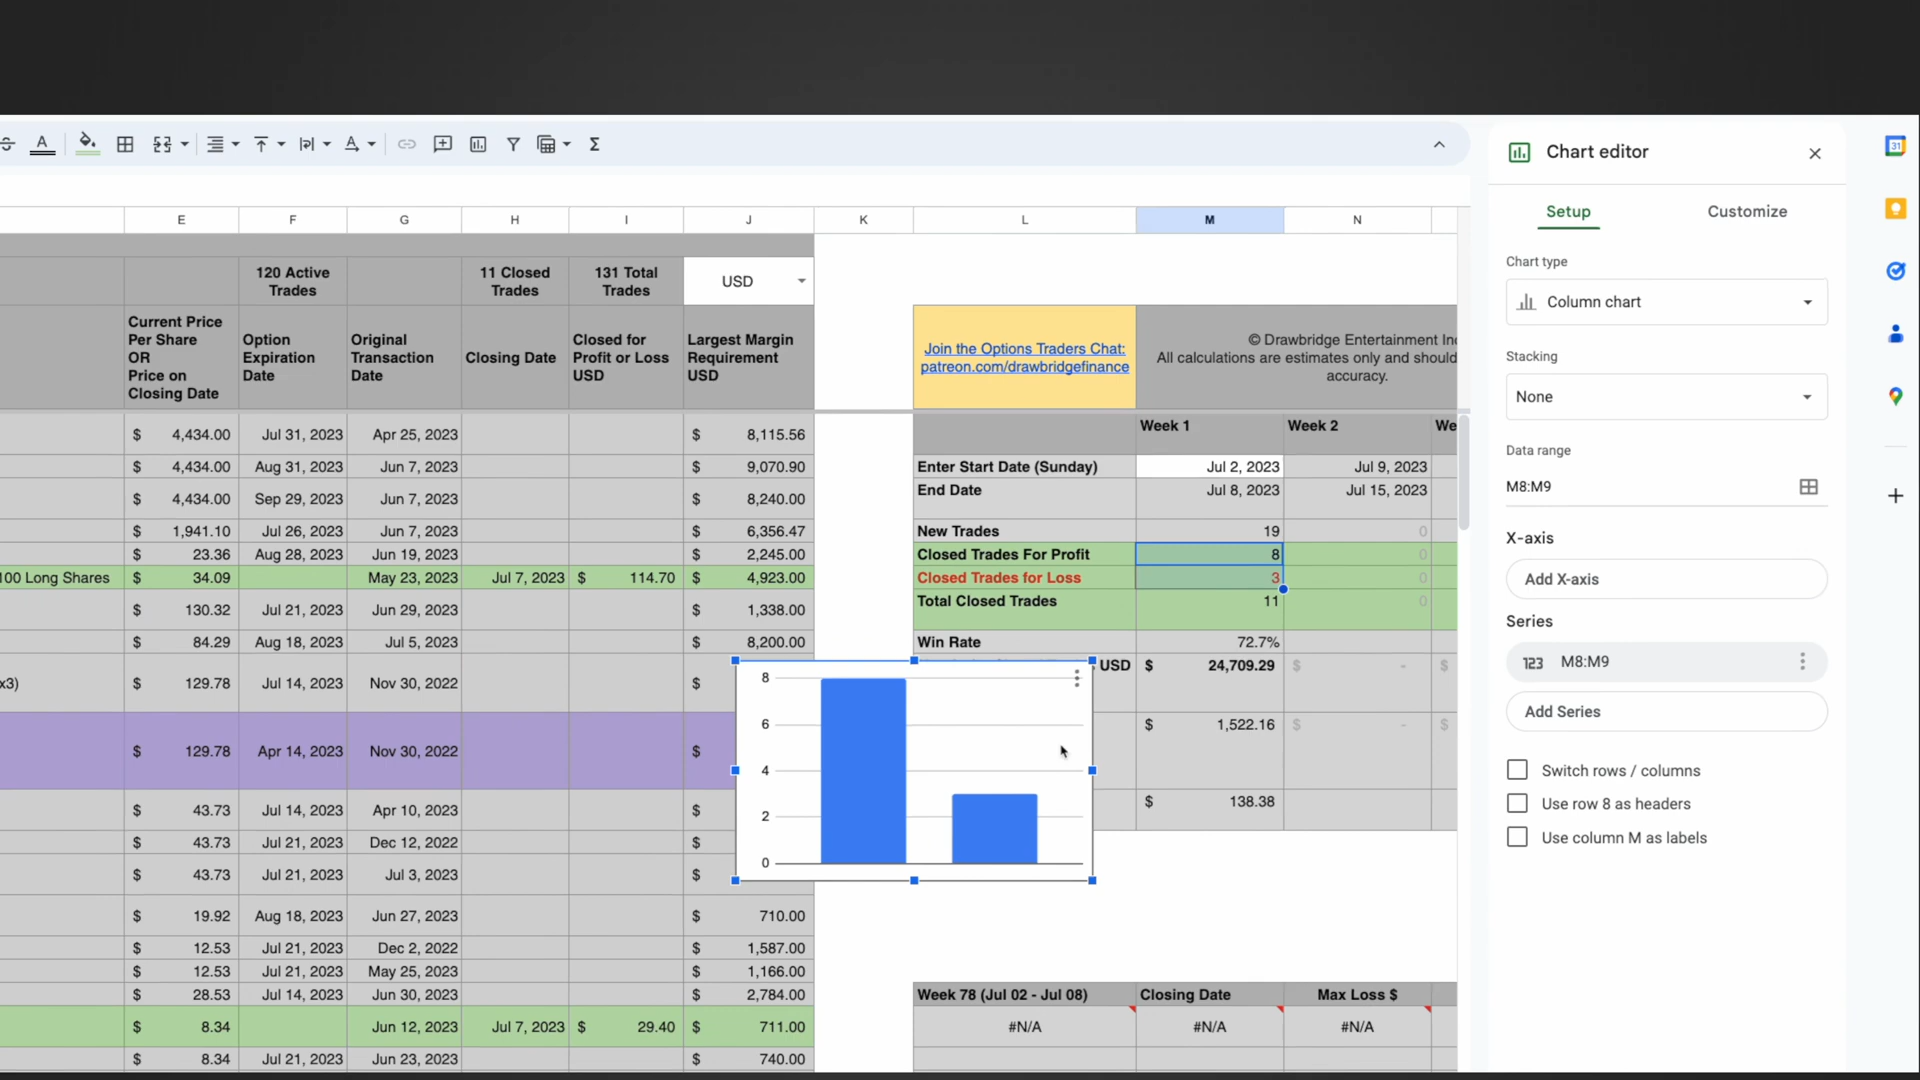 Chart editor
31
Setup Customize
E F G H I J K L M N
120 Active Trades
11 Closed Trades
131 Total Trades
USD
Current Price Per Share OR Price on Closing Date
Option Expiration Date
Original Transaction Date
Closing Date
Closed for Profit or Loss USD
Largest Margin Requirement USD
Join the Options Traders Chat:
patreon.com/drawbridgefinance
© Drawbridge Entertainment Inc
All calculations are estimates only and should
accuracy.
$ 4,434.00 Jul 31, 2023 Apr 25, 2023 $ 8,115.56
$ 4,434.00 Aug 31, 2023 Jun 7, 2023 $ 9,070.90
$ 4,434.00 Sep 29, 2023 Jun 7, 2023 $ 8,240.00
$ 1,941.10 Jul 26, 2023 Jun 7, 2023 $ 6,356.47
$ 23.36 Aug 28, 2023 Jun 19, 2023 $ 2,245.00
100 Long Shares $ 34.09 May 23, 2023 Jul 7, 2023 $ 114.70 $ 4,923.00
$ 130.32 Jul 21, 2023 Jun 29, 2023 $ 1,338.00
$ 84.29 Aug 18, 2023 Jul 5, 2023 $ 8,200.00
x3) $ 129.78 Jul 14, 2023 Nov 30, 2022 $
$ 129.78 Apr 14, 2023 Nov 30, 2022 $
$ 43.73 Jul 14, 2023 Apr 10, 2023 $
$ 43.73 Jul 21, 2023 Dec 12, 2022 $
$ 43.73 Jul 21, 2023 Jul 3, 2023 $
$ 19.92 Aug 18, 2023 Jun 27, 2023 $ 710.00
$ 12.53 Jul 21, 2023 Dec 2, 2022 $ 1,587.00
$ 12.53 Jul 21, 2023 May 25, 2023 $ 1,166.00
$ 28.53 Jul 14, 2023 Jun 30, 2023 $ 2,784.00
$ 8.34 Jun 12, 2023 Jul 7, 2023 $ 29.40 $ 711.00
$ 8.34 Jul 21, 2023 Jun 23, 2023 $ 740.00
Week 1 Week 2 We
Enter Start Date (Sunday) Jul 2, 2023 Jul 9, 2023
End Date Jul 8, 2023 Jul 15, 2023
New Trades 19 0
Closed Trades For Profit 8 0
Closed Trades for Loss 3 0
Total Closed Trades 11 0
Win Rate 72.7%
USD $ 24,709.29 $ - $
$ 1,522.16 $ - $
$ 138.38
8
6
4
2
0
Week 78 (Jul 02 - Jul 08) Closing Date Max Loss $
#N/A #N/A #N/A
Chart type
Column chart
Stacking
None
Data range
M8:M9
X-axis
Add X-axis
Series
123 M8:M9
Add Series
Switch rows / columns
Use row 8 as headers
Use column M as labels